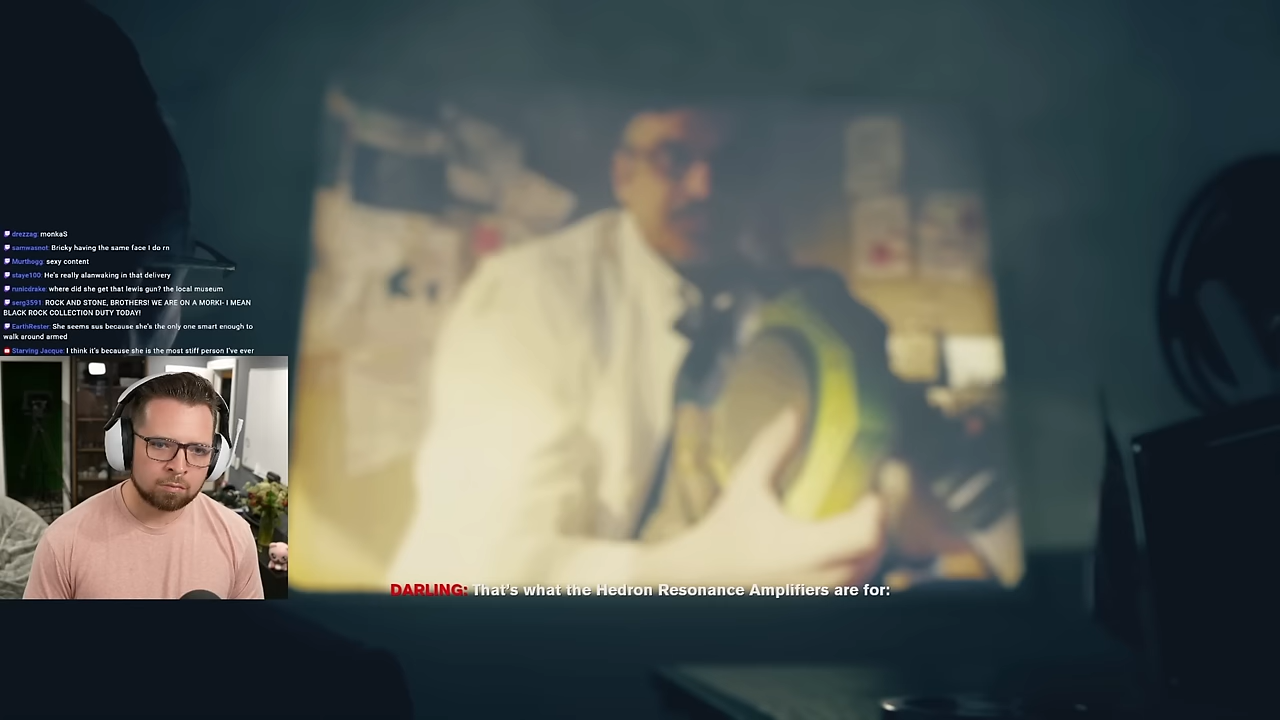 drezzag: monkaS
samwasnot: Bricky having the same face I do rn
Murthogg: sexy content
staye100: He's really alanwaking in that delivery
runicdrake: where did she get that lewis gun? the local museum
serg3591: ROCK AND STONE, BROTHERS! WE ARE ON A MORKI- I MEAN
BLACK ROCK COLLECTION DUTY TODAY!
EarthRester: She seems sus because she's the only one smart enough to
walk around armed
Starving Jacque: I think it's because she is the most stiff person I've ever
DARLING: That's what the Hedron Resonance Amplifiers are for: